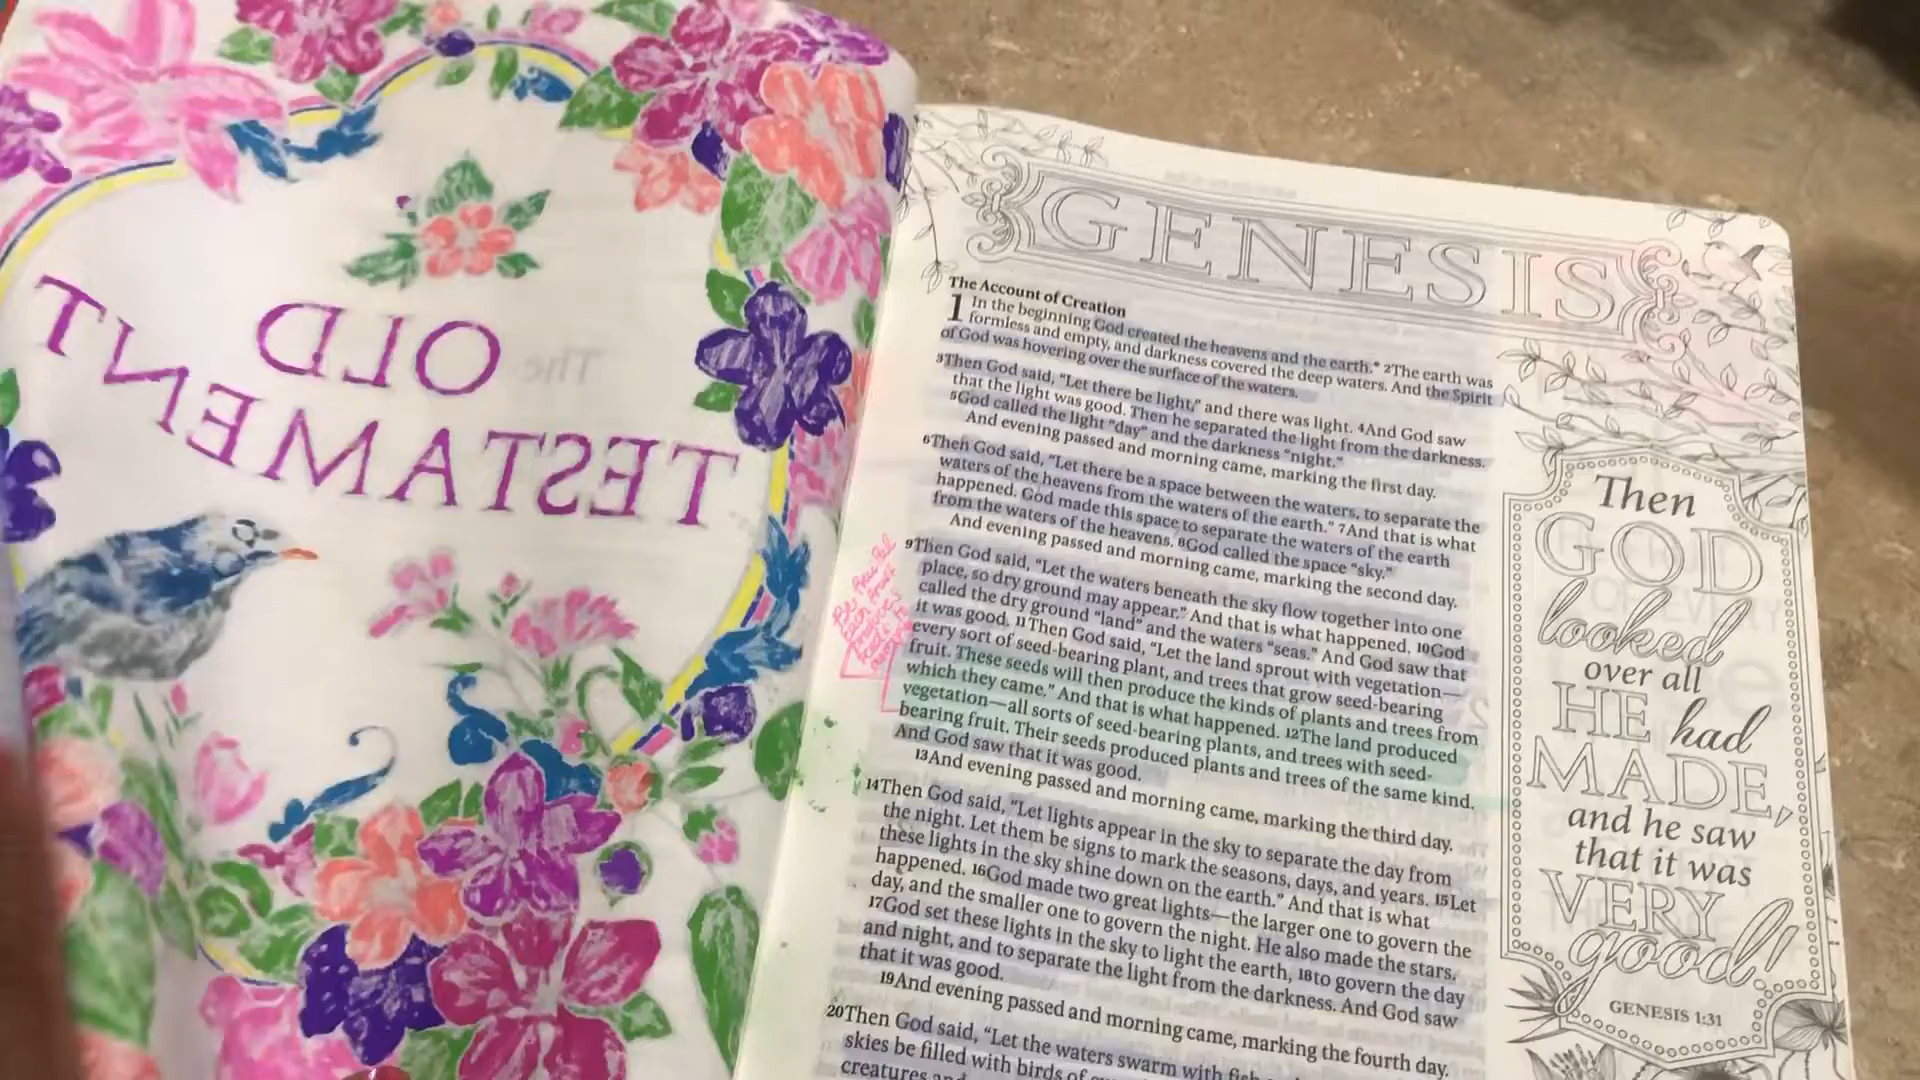 OLD
TESTAMENT
The
GENESIS
The Account of Creation
1 In the beginning God created the heavens and the earth.* 2The earth was
formless and empty, and darkness covered the deep waters. And the Spirit
of God was hovering over the surface of the waters.
3Then God said, “Let there be light,” and there was light. 4And God saw
that the light was good. Then he separated the light from the darkness.
5God called the light “day” and the darkness “night.”
And evening passed and morning came, marking the first day.
6Then God said, “Let there be a space between the waters, to separate the
waters of the heavens from the waters of the earth.” 7And that is what
happened. God made this space to separate the waters of the earth
from the waters of the heavens. 8God called the space “sky.”
And evening passed and morning came, marking the second day.
9Then God said, “Let the waters beneath the sky flow together into one
place, so dry ground may appear.” And that is what happened. 10God
called the dry ground “land” and the waters “seas.” And God saw that
it was good. 11Then God said, “Let the land sprout with vegetation—
every sort of seed-bearing plant, and trees that grow seed-bearing
fruit. These seeds will then produce the kinds of plants and trees from
which they came.” And that is what happened. 12The land produced
vegetation—all sorts of seed-bearing plants, and trees with seed-
bearing fruit. Their seeds produced plants and trees of the same kind.
And God saw that it was good.
13And evening passed and morning came, marking the third day.
14Then God said, “Let lights appear in the sky to separate the day from
the night. Let them be signs to mark the seasons, days, and years. 15Let
these lights in the sky shine down on the earth.” And that is what
happened. 16God made two great lights—the larger one to govern the
day, and the smaller one to govern the night. He also made the stars.
17God set these lights in the sky to light the earth, 18to govern the day
and night, and to separate the light from the darkness. And God saw
that it was good.
19And evening passed and morning came, marking the fourth day.
20Then God said, “Let the waters swarm with fish
skies be filled with birds of
creatures and
Then
GOD
looked
over all
HE had
MADE,
and he saw
that it was
VERY
good!
GENESIS 1:31